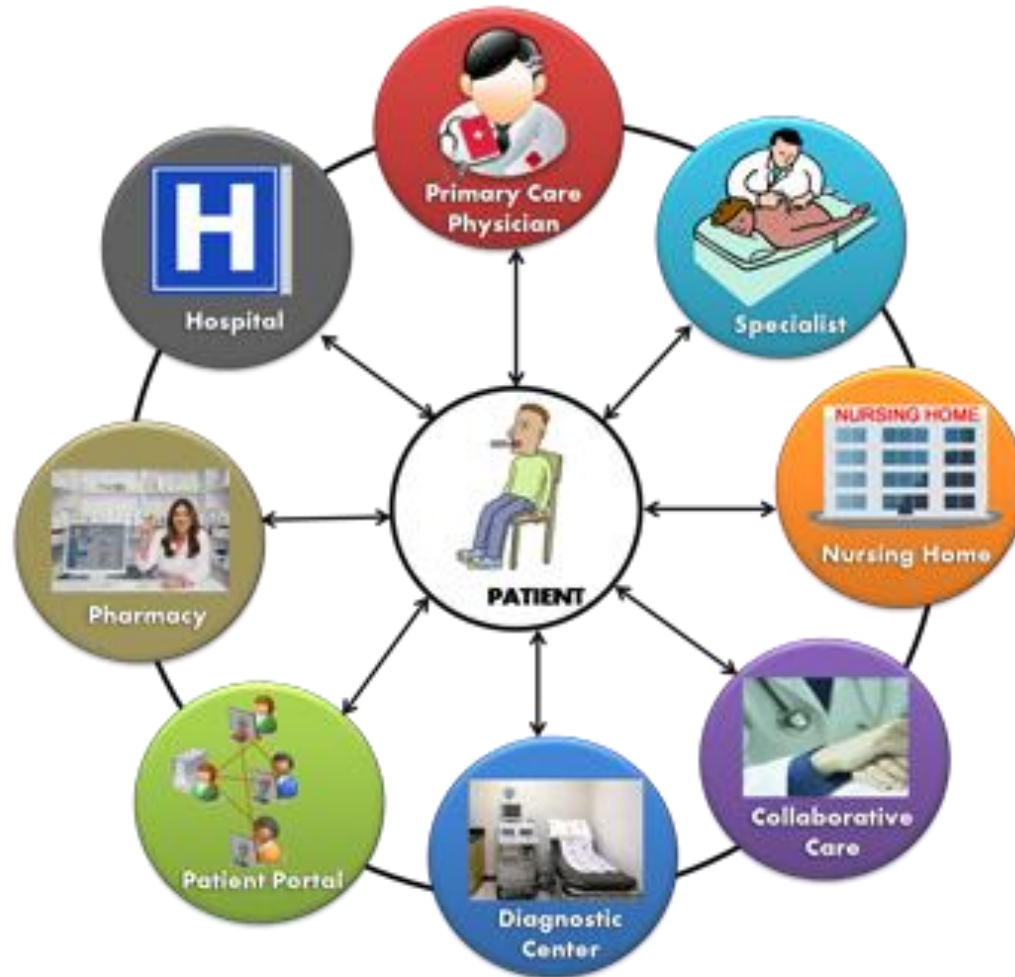 Primary Care
Physician
H
Hospital
Specialist
NURSING HOME
Nursing Home
PATIENT
Pharmacy
Collaborative
Care
Patient Portal
Diagnostic
Center